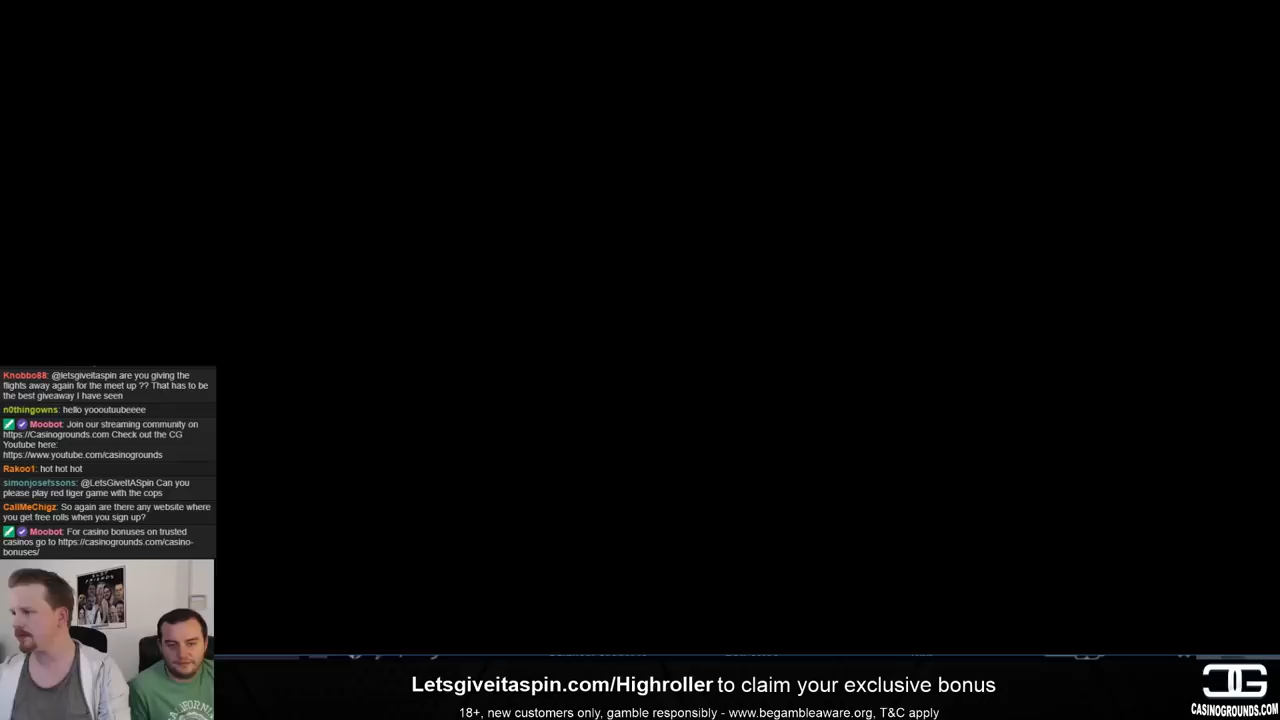 Knobbo88: @letsgiveitaspin are you giving the
flights away again for the meet up ?? That has to be
the best giveaway I have seen
n0thingowns: hello yoooutuubeeee
Moobot: Join our streaming community on
https://Casinogrounds.com Check out the CG
Youtube here:
https://www.youtube.com/casinogrounds
Rakoo1: hot hot hot
simonjosefssons: @LetsGiveItASpin Can you
please play red tiger game with the cops
CallMeChigz: So again are there any website where
you get free rolls when you sign up?
Moobot: For casino bonuses on trusted
casinos go to https://casinogrounds.com/casino-
bonuses/
FRIENDS
Letsgiveitaspin.com/Highroller to claim your exclusive bonus
18+, new customers only, gamble responsibly - www.begambleaware.org, T&C apply
CG
CASINOGROUNDS.COM